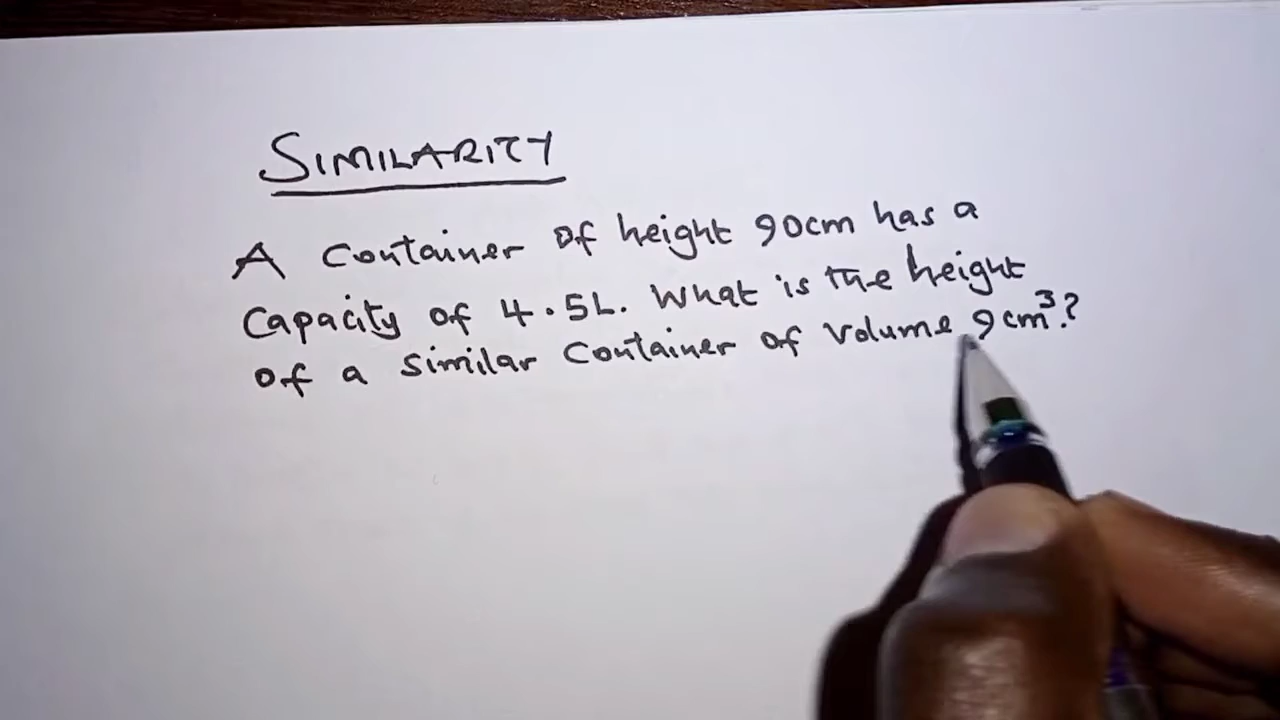 SIMILARITY
A Container of height 90cm has a
Capacity of 4.5L. What is the height
of a similar Container of Volume 9cm³?